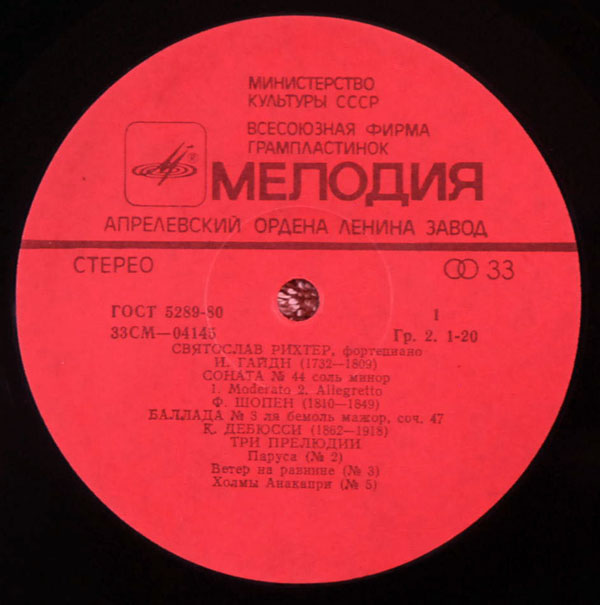 МИНИСТЕРСТВО
КУЛЬТУРЫ СССР
ВСЕСОЮЗНАЯ ФИРМА
ГРАМПЛАСТИНОК
МЕЛОДИЯ
АПРЕЛЕВСКИЙ ОРДЕНА ЛЕНИНА ЗАВОД
СТЕРЕО 33
ГОСТ 5289-80 1
33СМ—04145 Гр. 2. 1-20
СВЯТОСЛАВ РИХТЕР, фортепиано
И. ГАЙДН (1732—1809)
СОНАТА № 44 соль минор
1. Moderato 2. Allegretto
Ф. ШОПЕН (1810—1849)
БАЛЛАДА № 3 ля бемоль мажор, соч. 47
К. ДЕБЮССИ (1862—1918)
ТРИ ПРЕЛЮДИИ
Паруса (№ 2)
Ветер на равнине (№ 3)
Холмы Анакапри (№ 5)